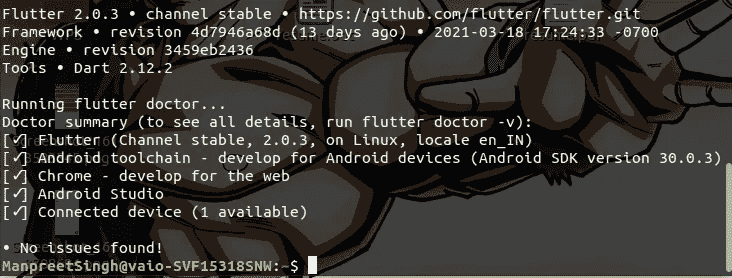 Flutter 2.0.3 • channel stable • https://github.com/flutter/flutter.git
Framework • revision 4d7946a68d (13 days ago) • 2021-03-18 17:24:33 -0700
Engine • revision 3459eb2436
Tools • Dart 2.12.2
Running flutter doctor...
Doctor summary (to see all details, run flutter doctor -v):
[✓] Flutter (Channel stable, 2.0.3, on Linux, locale en_IN)
[✓] Android toolchain - develop for Android devices (Android SDK version 30.0.3)
[✓] Chrome - develop for the web
[✓] Android Studio
[✓] Connected device (1 available)
• No issues found!
ManpreetSingh@vaio-SVF15318SNW:~$